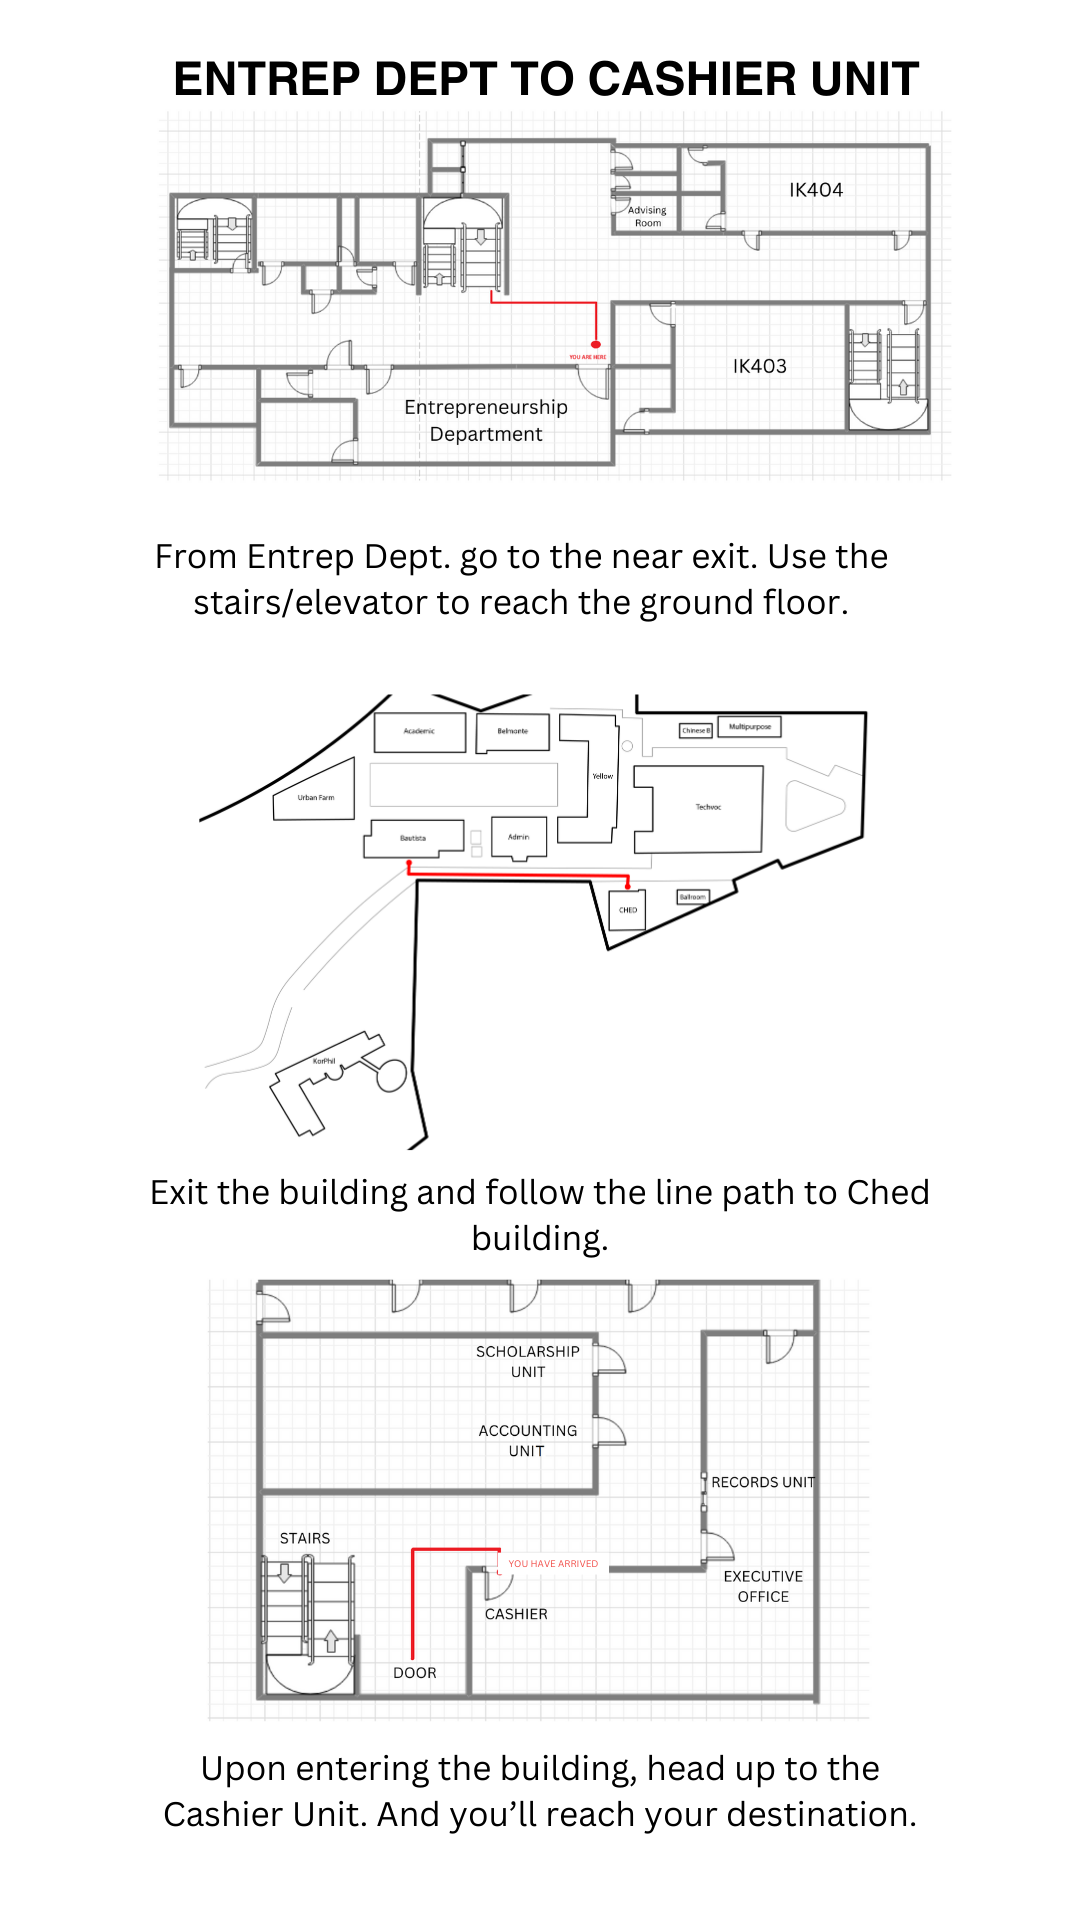 ENTREP DEPT TO CASHIER UNIT
IK404
Advising
Room
YOU ARE HERE
IK403
Entrepreneurship
Department
From Entrep Dept. go to the near exit. Use the
stairs/elevator to reach the ground floor.
Academic
Belmonte
Chinese B
Multipurpose
Yellow
Urban Farm
Techvoc
Bautista
Admin
CHED
Ballroom
KorPhil
Exit the building and follow the line path to Ched
building.
SCHOLARSHIP
UNIT
ACCOUNTING
UNIT
RECORDS UNIT
STAIRS
YOU HAVE ARRIVED
EXECUTIVE
OFFICE
CASHIER
DOOR
Upon entering the building, head up to the
Cashier Unit. And you’ll reach your destination.